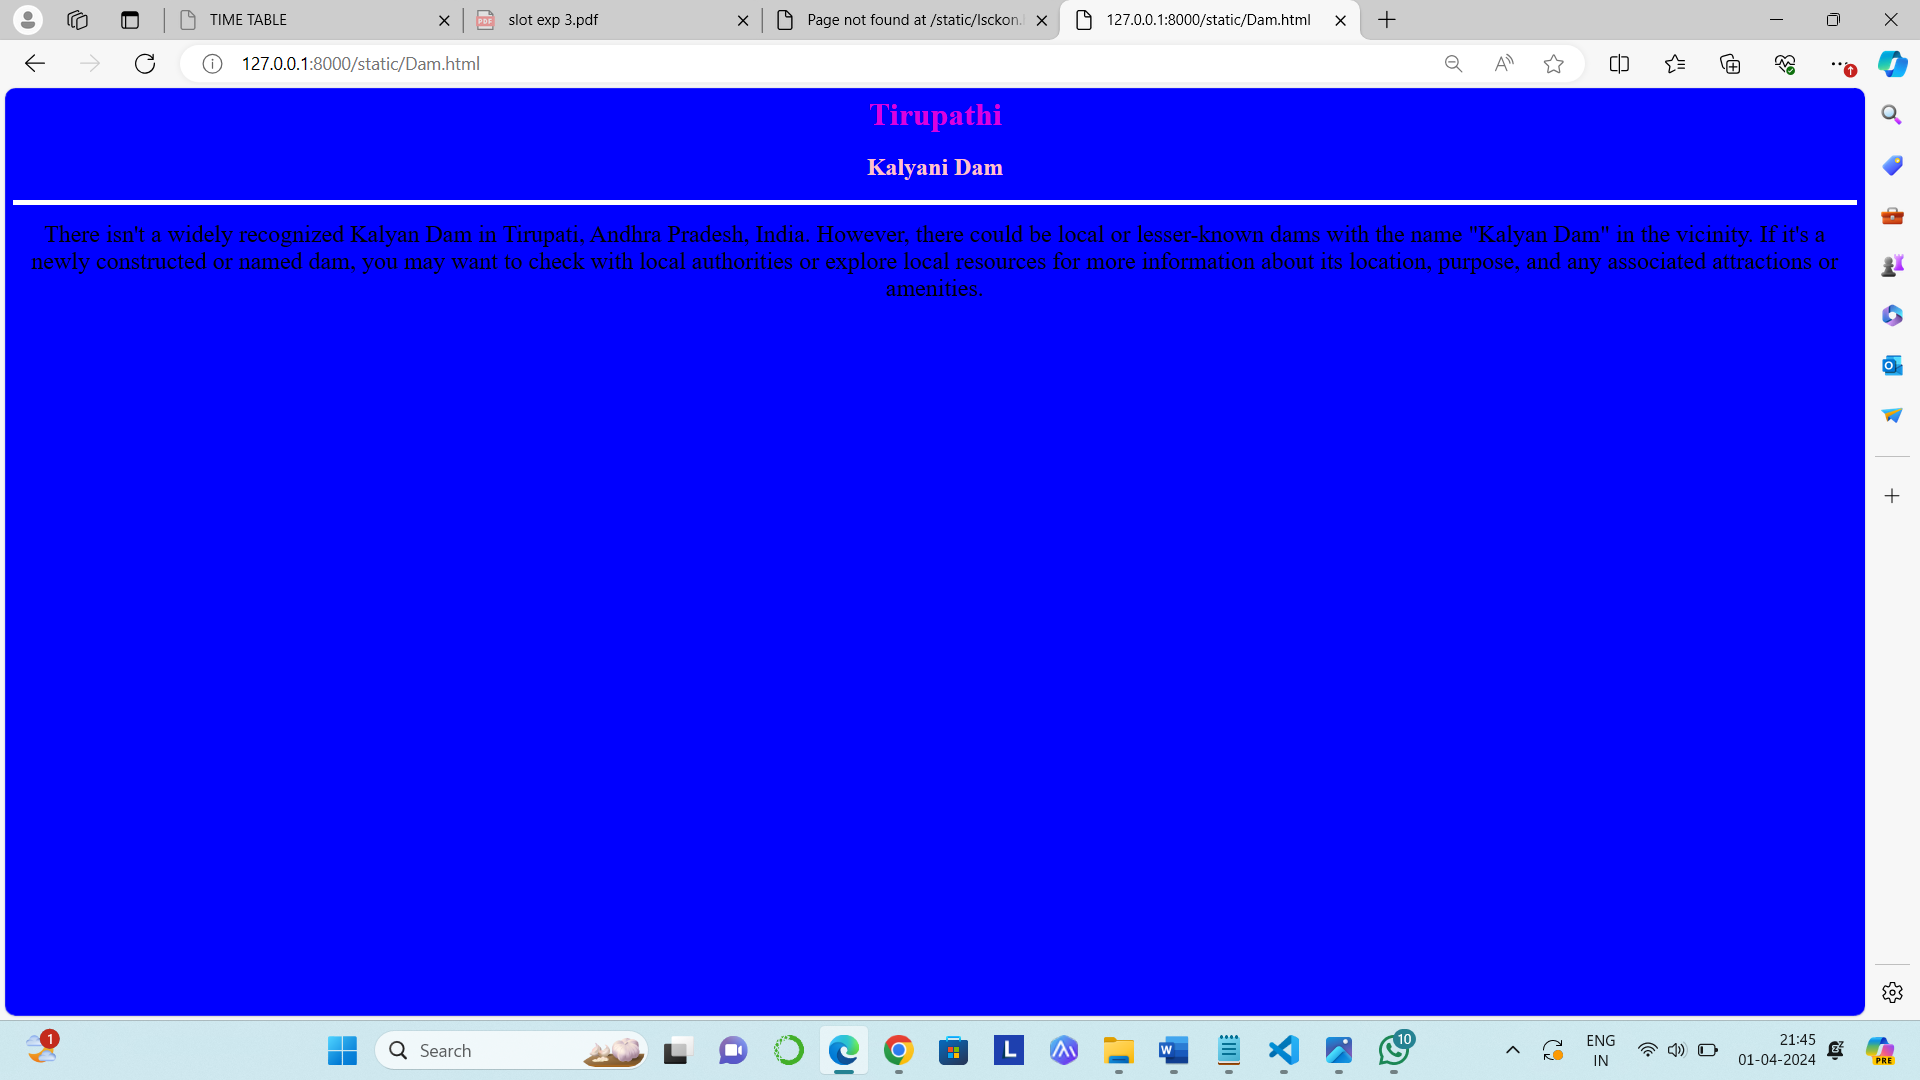 TIME TABLE
slot exp 3.pdf
Page not found at /static/Isckon.
127.0.0.1:8000/static/Dam.html
127.0.0.1:8000/static/Dam.html
Tirupathi
Kalyani Dam
There isn't a widely recognized Kalyan Dam in Tirupati, Andhra Pradesh, India. However, there could be local or lesser-known dams with the name "Kalyan Dam" in the vicinity. If it's a
newly constructed or named dam, you may want to check with local authorities or explore local resources for more information about its location, purpose, and any associated attractions or
amenities.
1
Search
L
W
10
ENG
IN
21:45
01-04-2024
PRE